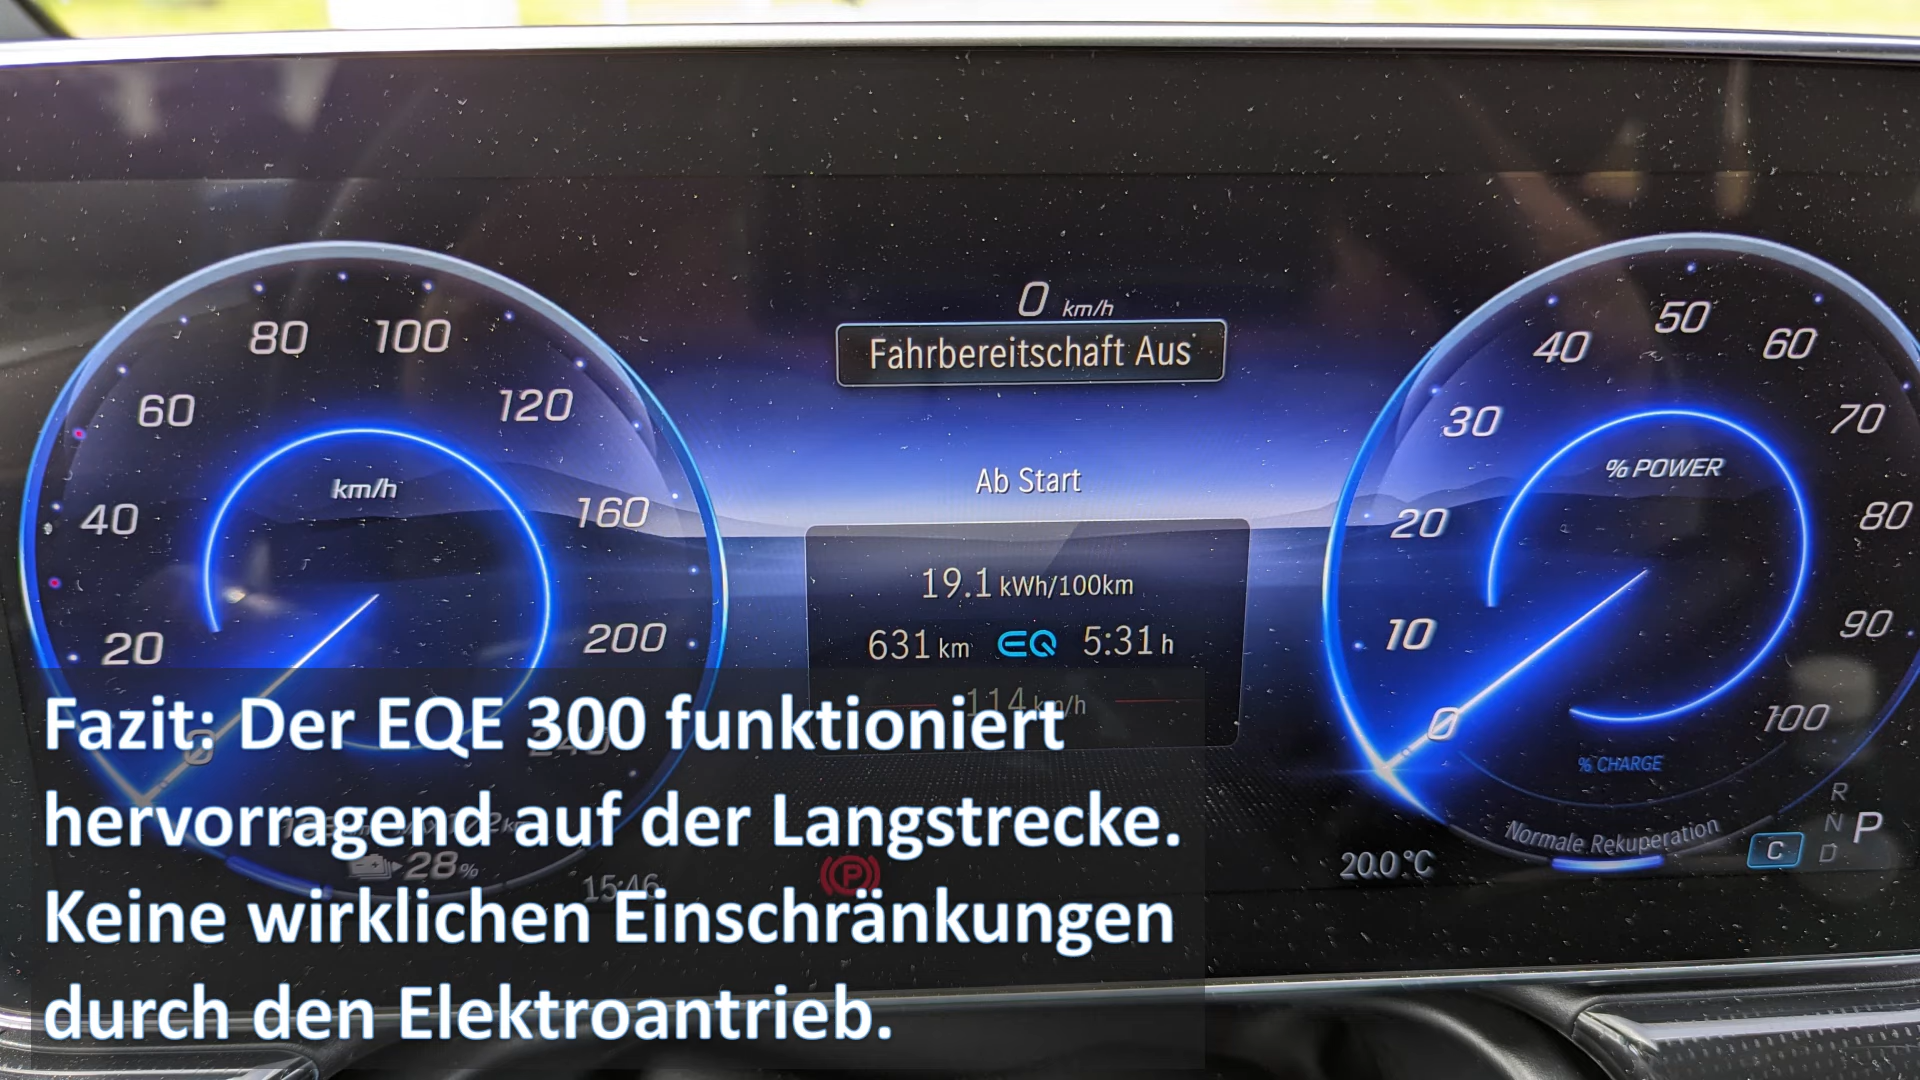 0 km/h
Fahrbereitschaft Aus
Ab Start
19.1 kWh/100km
631 km EQ 5:31 h
114 km/h
km/h
20
40
60
80
100
120
160
200
240
0
28%
15:46
P
20.0 °C
% POWER
0
10
20
30
40
50
60
70
80
90
100
% CHARGE
Normale Rekuperation
C
R
N
D
P
Fazit: Der EQE 300 funktioniert
hervorragend auf der Langstrecke.
Keine wirklichen Einschränkungen
durch den Elektroantrieb.